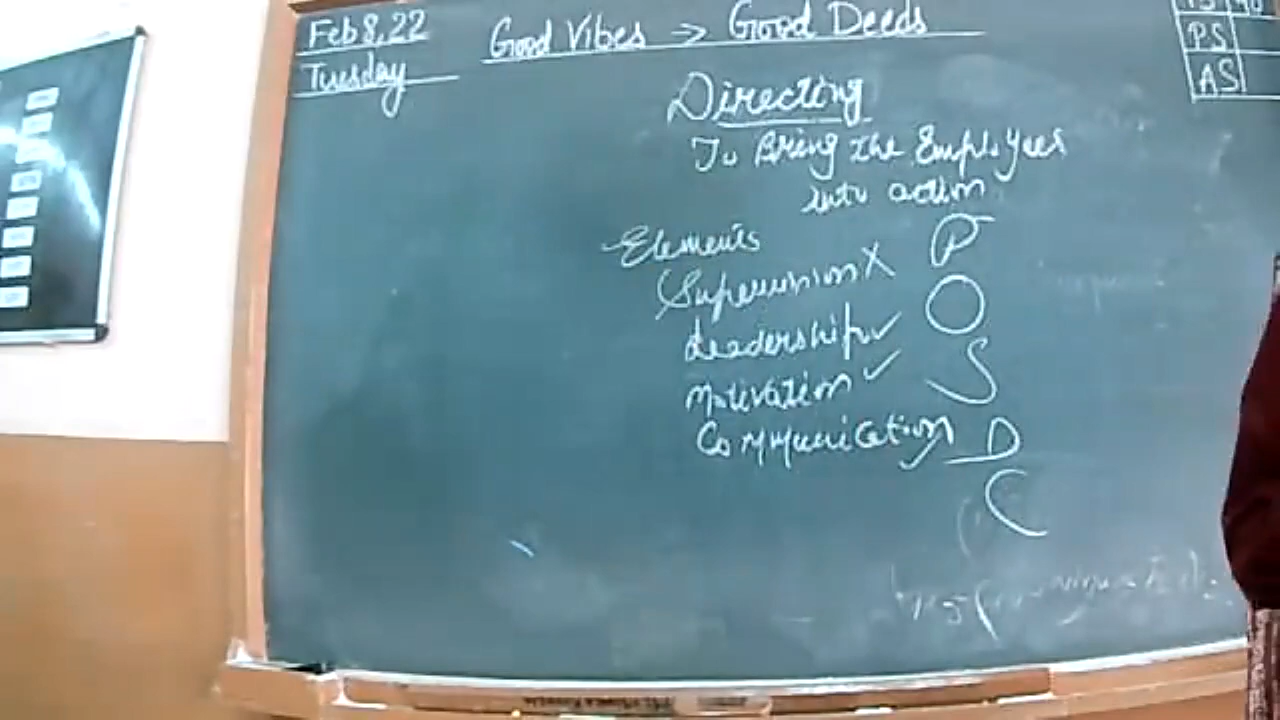 Feb 8, 22
Tuesday
Good Vibes → Good Deeds
PS
AS
Directing
To Bring the Employees
into action
Elements
Supervision X
Leadership ✓
Motivation ✓
Communication ✓
P
O
S
D
C